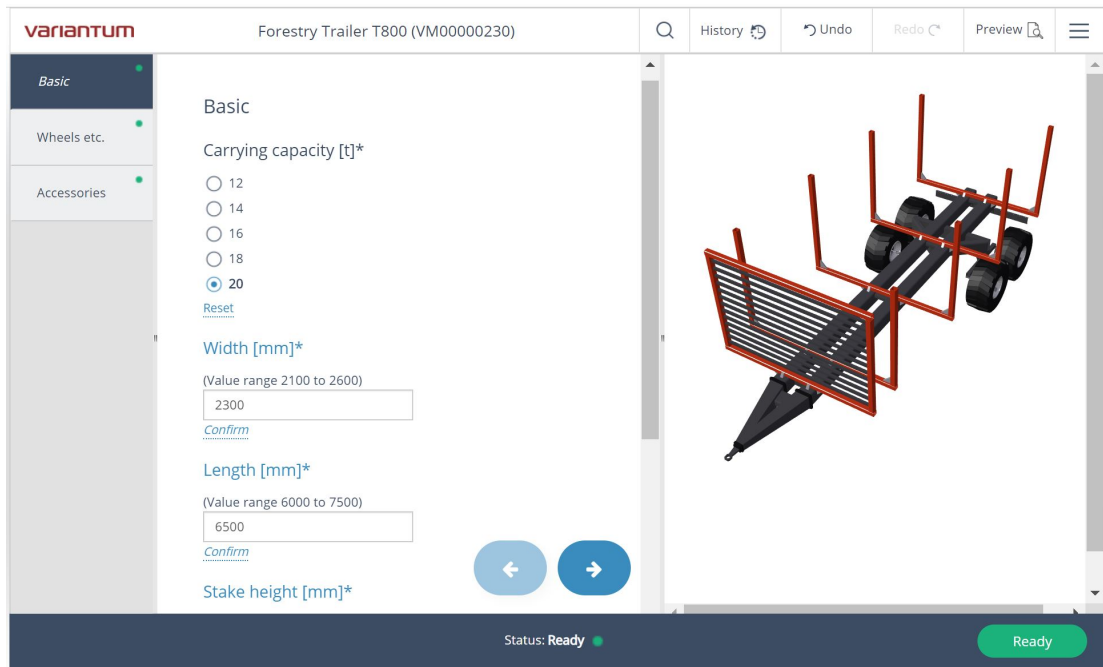 variantum
Forestry Trailer T800 (VM00000230)
History
Undo
Redo
Preview
Basic
Wheels etc.
Accessories
Basic
Carrying capacity [t]*
12
14
16
18
20
Reset
Width [mm]*
(Value range 2100 to 2600)
2300
Confirm
Length [mm]*
(Value range 6000 to 7500)
6500
Confirm
Stake height [mm]*
Status: Ready
Ready